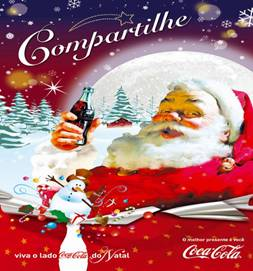 Compartilhe
O melhor presente é você
viva o lado Coca-Cola do Natal
Coca-Cola